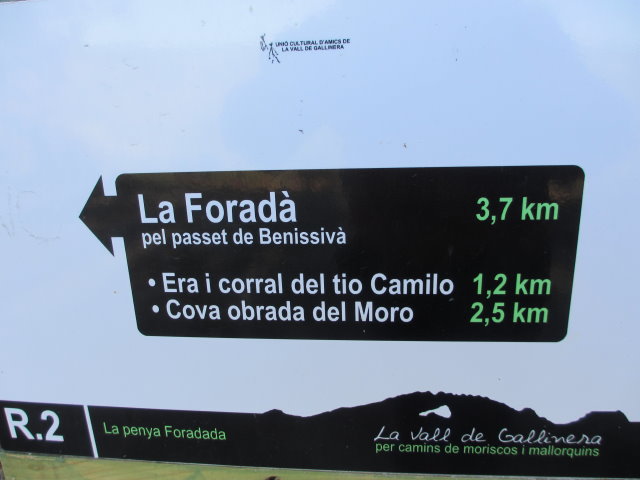 UNIÓ CULTURAL D'AMICS DE
LA VALL DE GALLINERA
La Foradà 3,7 km
pel passet de Benissivà
• Era i corral del tio Camilo 1,2 km
• Cova obrada del Moro 2,5 km
R.2 La penya Foradada
La Vall de Gallinera
per camins de moriscos i mallorquins